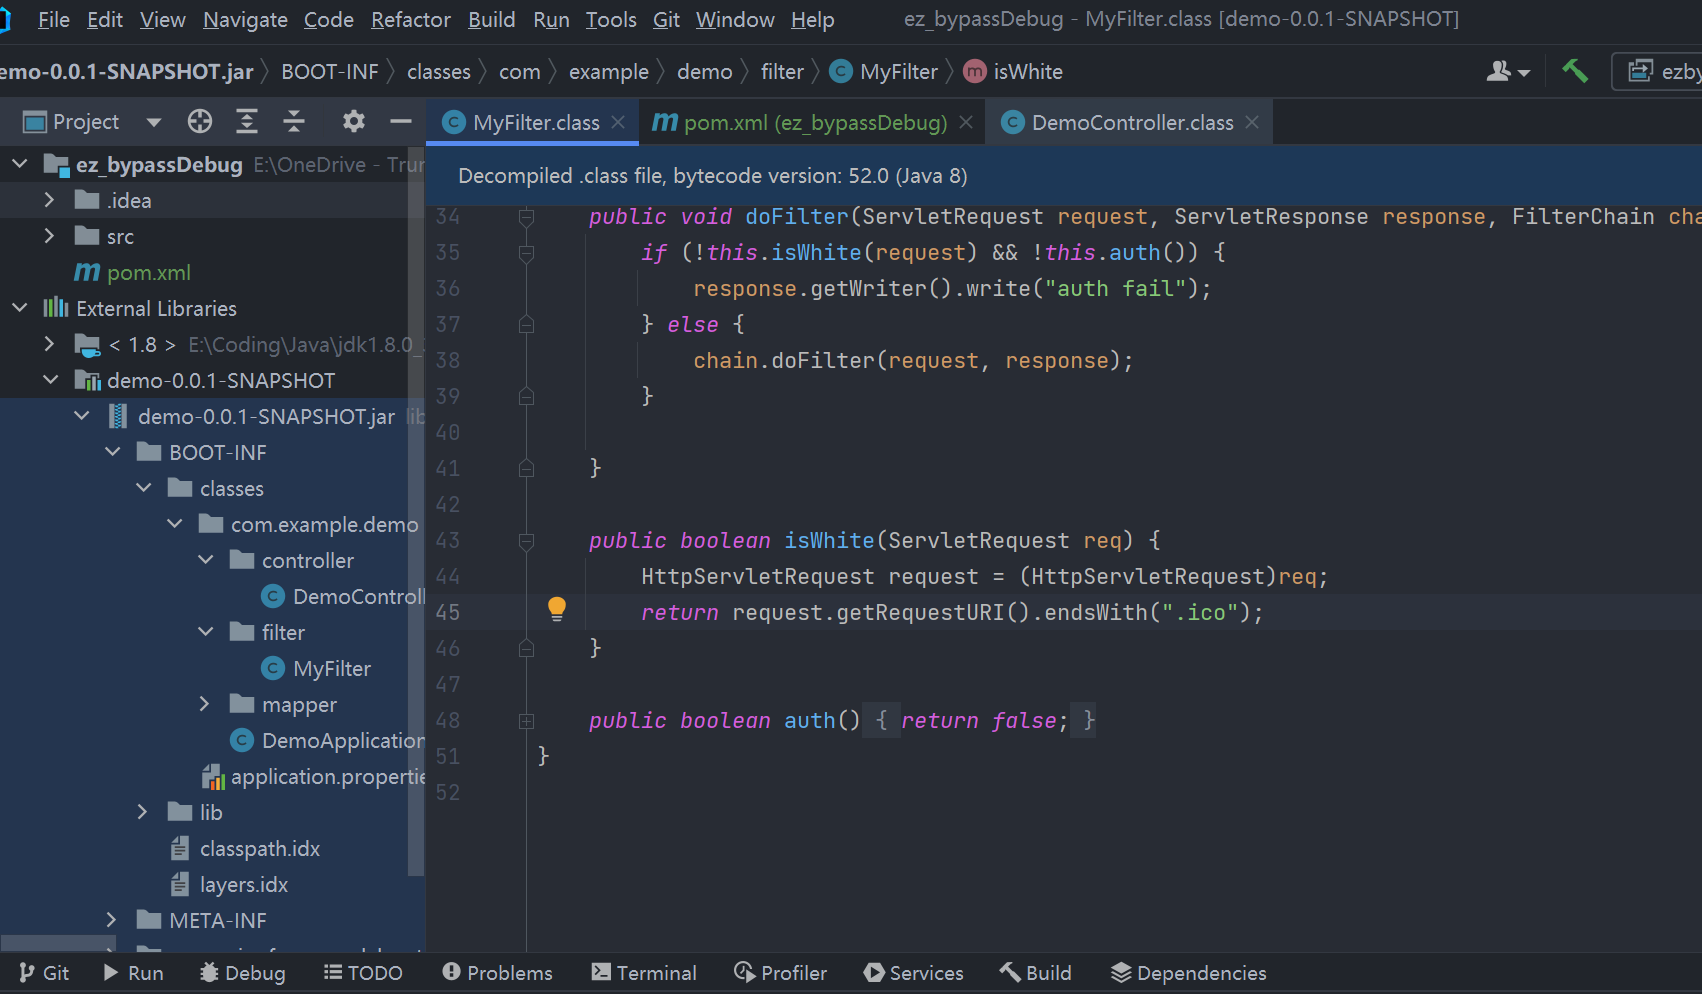 File Edit View Navigate Code Refactor Build Run Tools Git Window Help ez_bypassDebug - MyFilter.class [demo-0.0.1-SNAPSHOT]
emo-0.0.1-SNAPSHOT.jar BOOT-INF classes com example demo filter MyFilter isWhite ezby
Project MyFilter.class pom.xml (ez_bypassDebug) DemoController.class
Decompiled .class file, bytecode version: 52.0 (Java 8)
ez_bypassDebug E:\OneDrive - Trur
.idea
src
pom.xml
External Libraries
< 1.8 > E:\Coding\Java\jdk1.8.0_
demo-0.0.1-SNAPSHOT
demo-0.0.1-SNAPSHOT.jar lib
BOOT-INF
classes
com.example.demo
controller
DemoControll
filter
MyFilter
mapper
DemoApplication
application.propertie
lib
classpath.idx
layers.idx
META-INF
34 public void doFilter(ServletRequest request, ServletResponse response, FilterChain cha
35 if (!this.isWhite(request) && !this.auth()) {
36 response.getWriter().write("auth fail");
37 } else {
38 chain.doFilter(request, response);
39 }
40
41 }
42
43 public boolean isWhite(ServletRequest req) {
44 HttpServletRequest request = (HttpServletRequest)req;
45 return request.getRequestURI().endsWith(".ico");
46 }
47
48 public boolean auth() { return false; }
51 }
52
Git Run Debug TODO Problems Terminal Profiler Services Build Dependencies